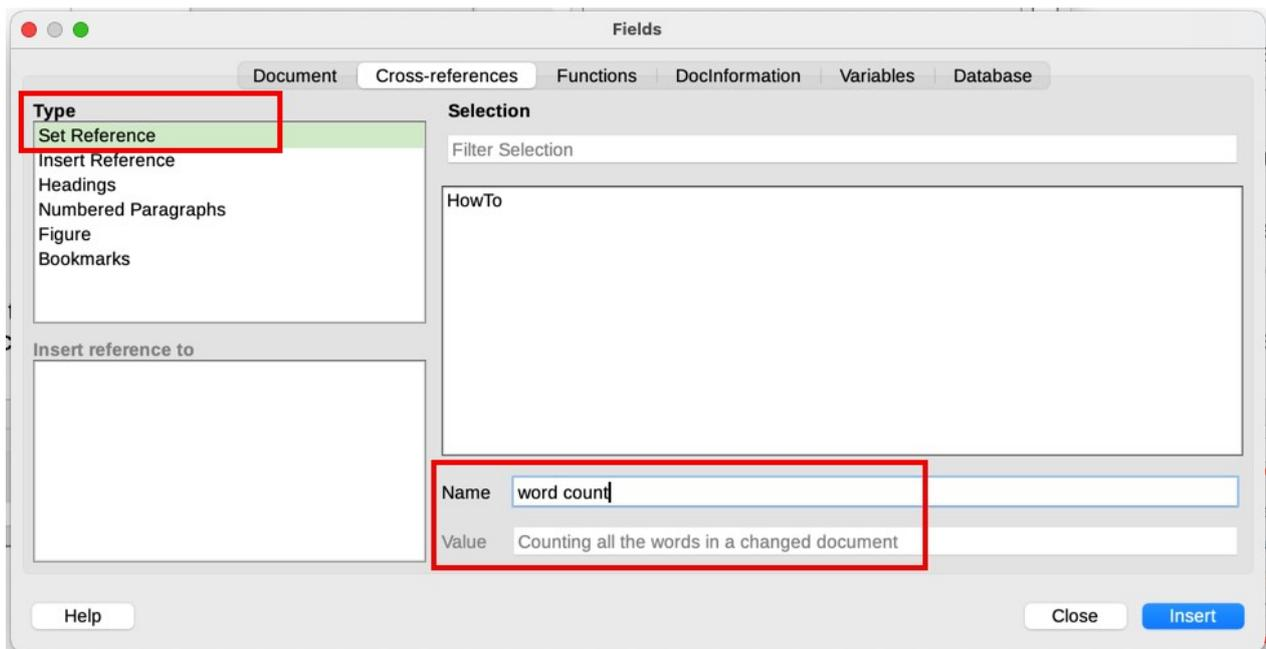 Fields
Document Cross-references Functions DocInformation Variables Database
Type
Set Reference
Insert Reference
Headings
Numbered Paragraphs
Figure
Bookmarks
Insert reference to
Selection
Filter Selection
HowTo
Name word count
Value Counting all the words in a changed document
Help Close Insert